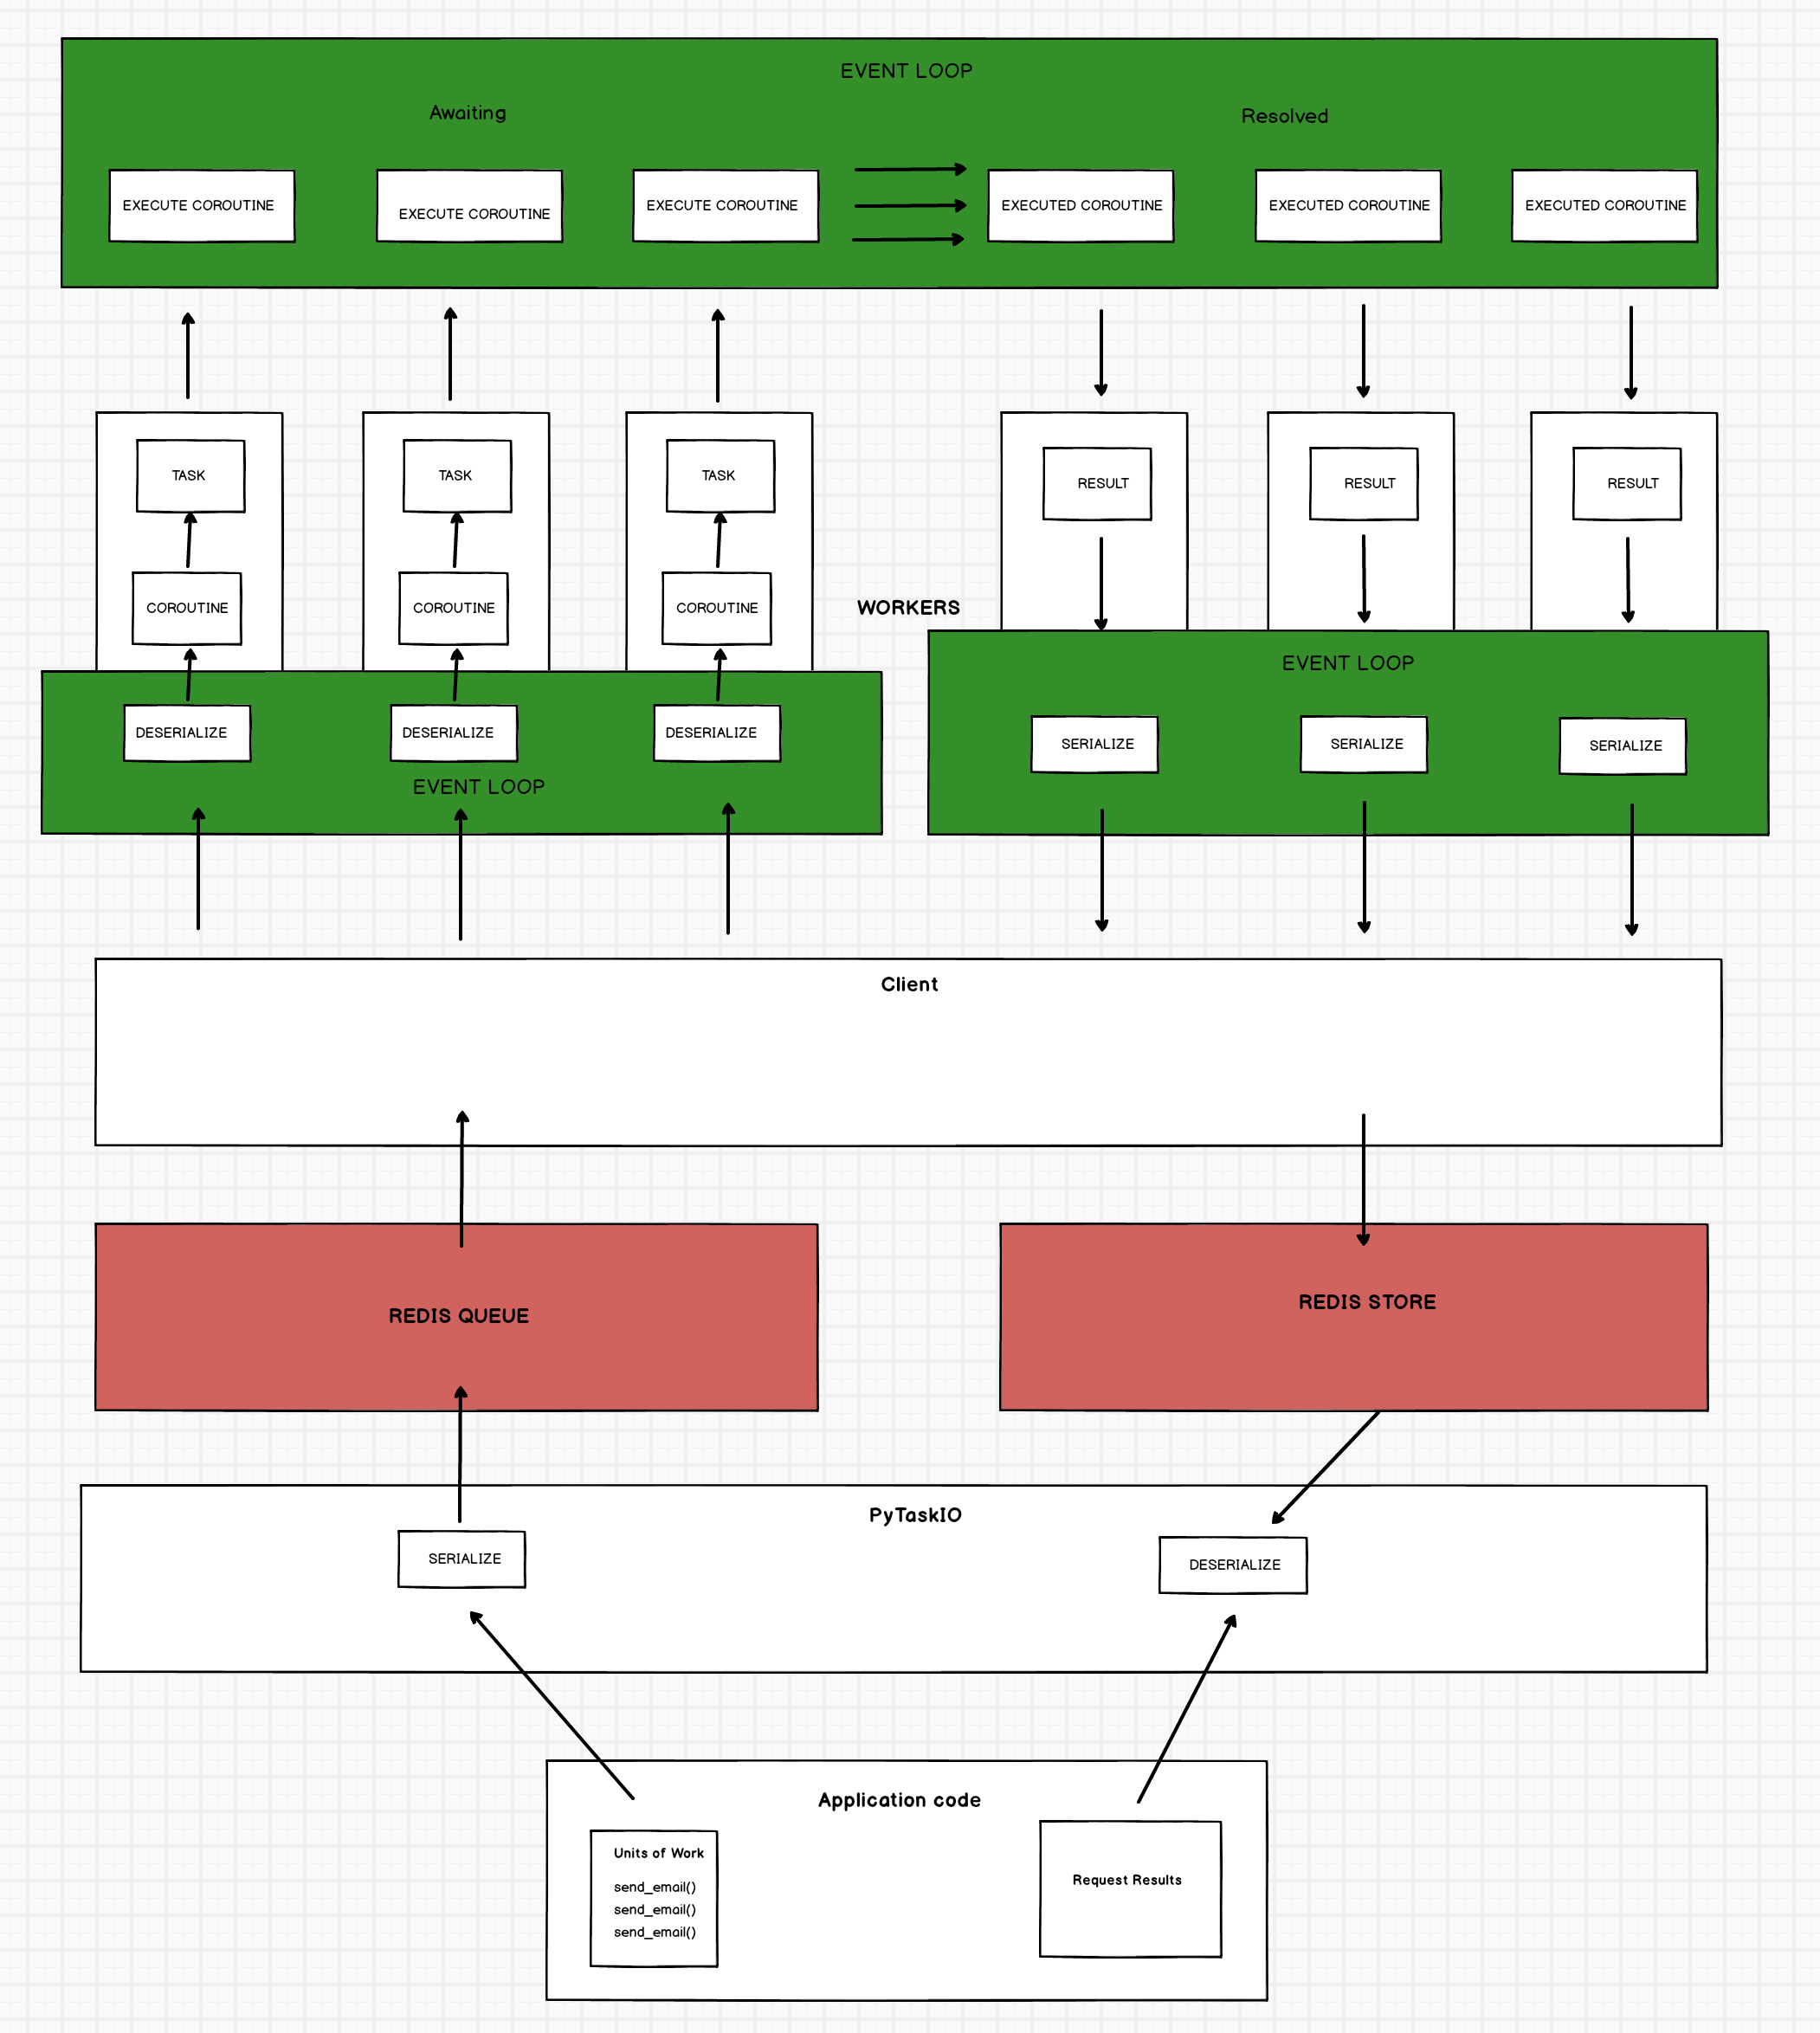 EVENT LOOP
Awaiting
Resolved
EXECUTE COROUTINE
EXECUTE COROUTINE
EXECUTE COROUTINE
EXECUTED COROUTINE
EXECUTED COROUTINE
EXECUTED COROUTINE
TASK
TASK
TASK
RESULT
RESULT
RESULT
COROUTINE
COROUTINE
COROUTINE
WORKERS
DESERIALIZE
DESERIALIZE
DESERIALIZE
EVENT LOOP
EVENT LOOP
SERIALIZE
SERIALIZE
SERIALIZE
Client
REDIS QUEUE
REDIS STORE
PyTaskIO
SERIALIZE
DESERIALIZE
Application code
Units of Work
send_email()
send_email()
send_email()
Request Results